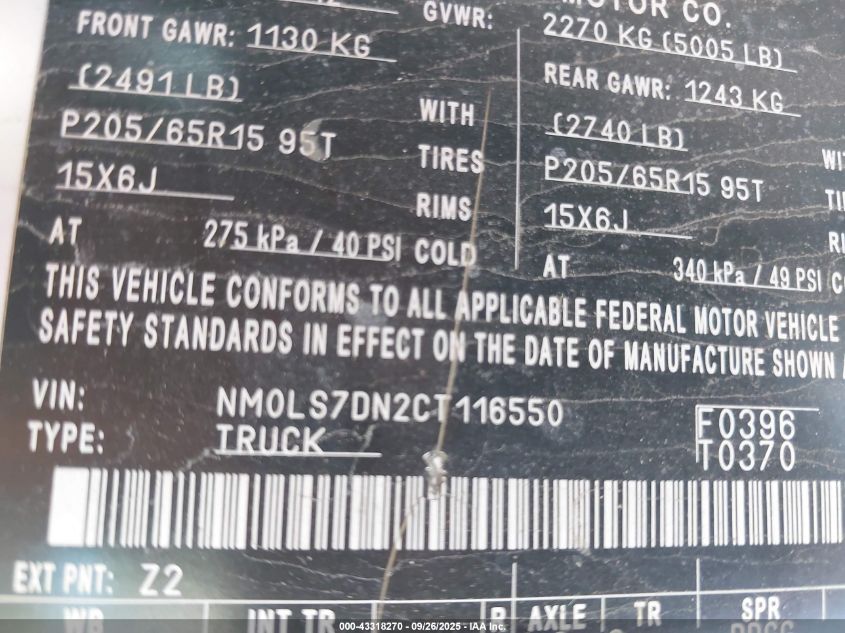 GVWR: MOTOR CO.
FRONT GAWR: 1130 KG 2270 KG (5005 LB)
(2491 LB) REAR GAWR: 1243 KG
P205/65R15 95T WITH (2740 LB)
15X6J TIRES P205/65R15 95T
RIMS 15X6J
AT 275 kPa / 40 PSI COLD AT 340 kPa / 49 PSI
THIS VEHICLE CONFORMS TO ALL APPLICABLE FEDERAL MOTOR VEHICLE
SAFETY STANDARDS IN EFFECT ON THE DATE OF MANUFACTURE SHOWN
VIN: NM0LS7DN2CT116550 F0396
TYPE: TRUCK T0370
EXT PNT: Z2
WB INT TR R AXLE TR SPR
000-43318270 - 09/26/2025 - IAA, Inc.